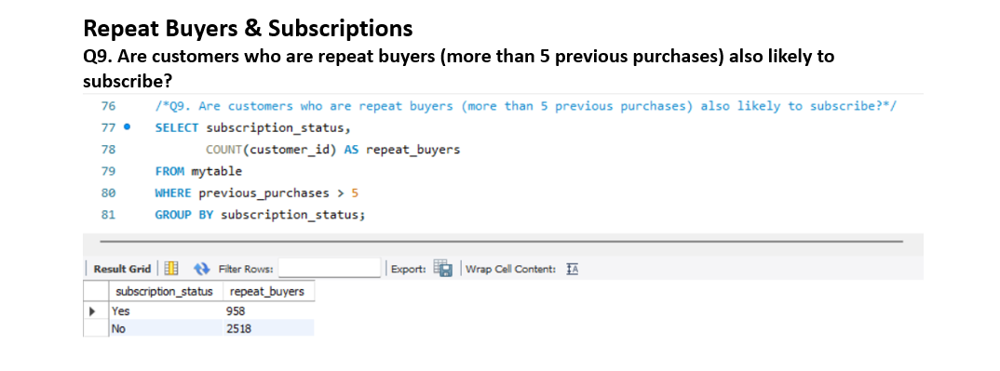 Repeat Buyers & Subscriptions
Q9. Are customers who are repeat buyers (more than 5 previous purchases) also likely to
subscribe?
76 /*Q9. Are customers who are repeat buyers (more than 5 previous purchases) also likely to subscribe?*/
77 SELECT subscription_status,
78 COUNT(customer_id) AS repeat_buyers
79 FROM mytable
80 WHERE previous_purchases > 5
81 GROUP BY subscription_status;
Result Grid Filter Rows: Export: Wrap Cell Content: IA
subscription_status repeat_buyers
Yes 958
No 2518